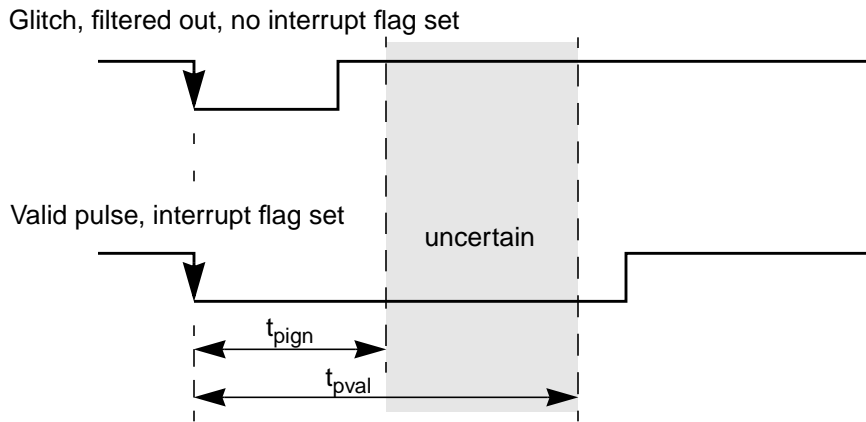 Glitch, filtered out, no interrupt flag set
Valid pulse, interrupt flag set
uncertain
tpign
tpval